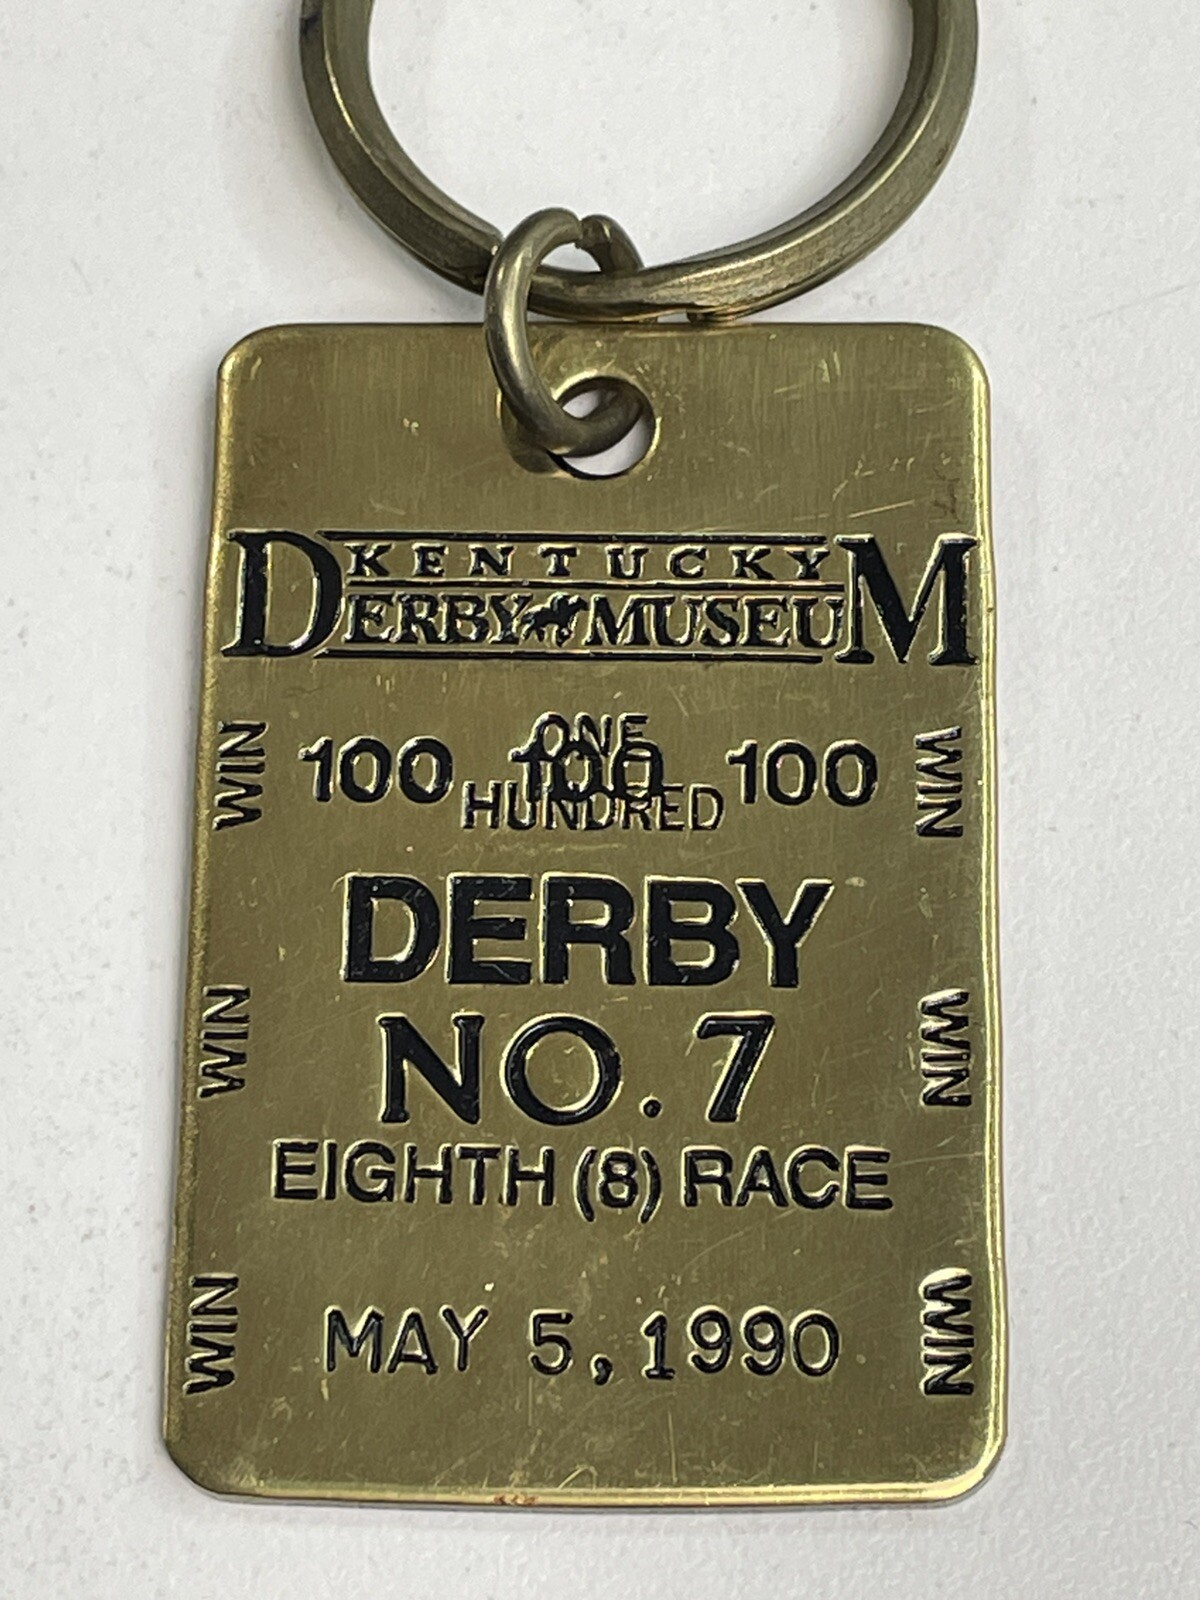 KENTUCKY
DERBY MUSEUM
D M
ONE
100 100 100
HUNDRED
DERBY
NO. 7
EIGHTH (8) RACE
MAY 5, 1990
WIN
WIN
WIN
WIN
WIN
WIN